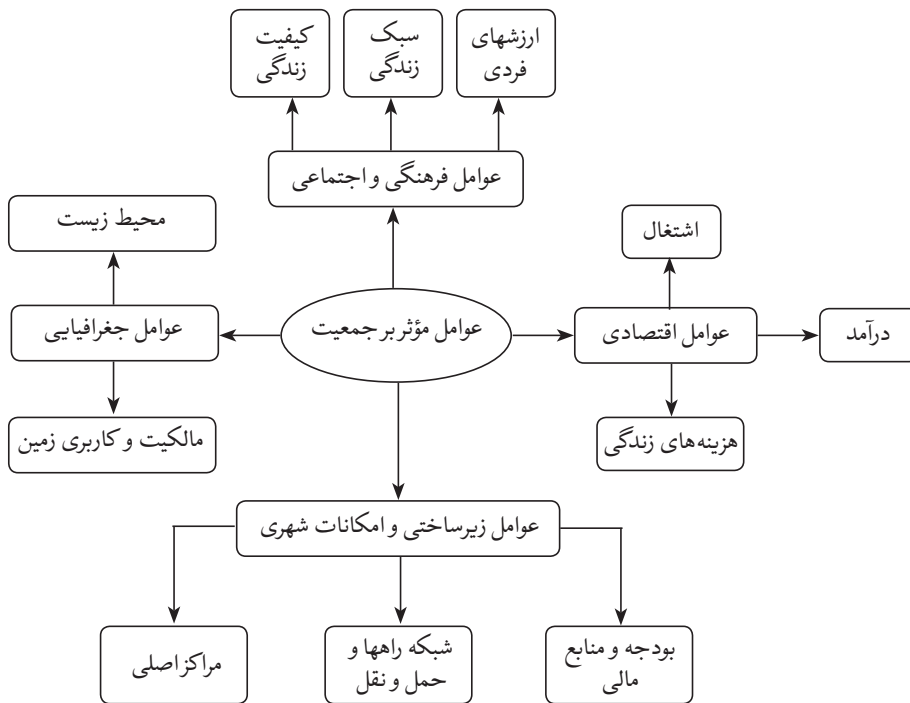 ارزشهای
فردی
سبک
زندگی
کیفیت
زندگی
عوامل فرهنگی و اجتماعی
اشتغال
محیط زیست
درآمد
عوامل اقتصادی
عوامل مؤثر بر جمعیت
عوامل جغرافیایی
هزینه‌های زندگی
مالکیت و کاربری زمین
عوامل زیرساختی و امکانات شهری
بودجه و منابع
مالی
شبکه راهها و
حمل و نقل
مراکز اصلی